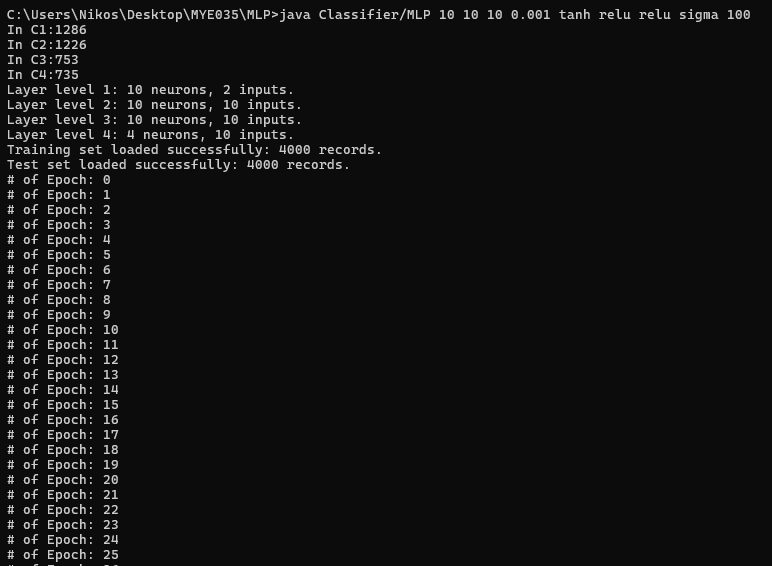 C:\Users\Nikos\Desktop\MYE035\MLP>java Classifier/MLP 10 10 10 0.001 tanh relu relu sigma 100
In C1:1286
In C2:1226
In C3:753
In C4:735
Layer level 1: 10 neurons, 2 inputs.
Layer level 2: 10 neurons, 10 inputs.
Layer level 3: 10 neurons, 10 inputs.
Layer level 4: 4 neurons, 10 inputs.
Training set loaded successfully: 4000 records.
Test set loaded successfully: 4000 records.
# of Epoch: 0
# of Epoch: 1
# of Epoch: 2
# of Epoch: 3
# of Epoch: 4
# of Epoch: 5
# of Epoch: 6
# of Epoch: 7
# of Epoch: 8
# of Epoch: 9
# of Epoch: 10
# of Epoch: 11
# of Epoch: 12
# of Epoch: 13
# of Epoch: 14
# of Epoch: 15
# of Epoch: 16
# of Epoch: 17
# of Epoch: 18
# of Epoch: 19
# of Epoch: 20
# of Epoch: 21
# of Epoch: 22
# of Epoch: 23
# of Epoch: 24
# of Epoch: 25